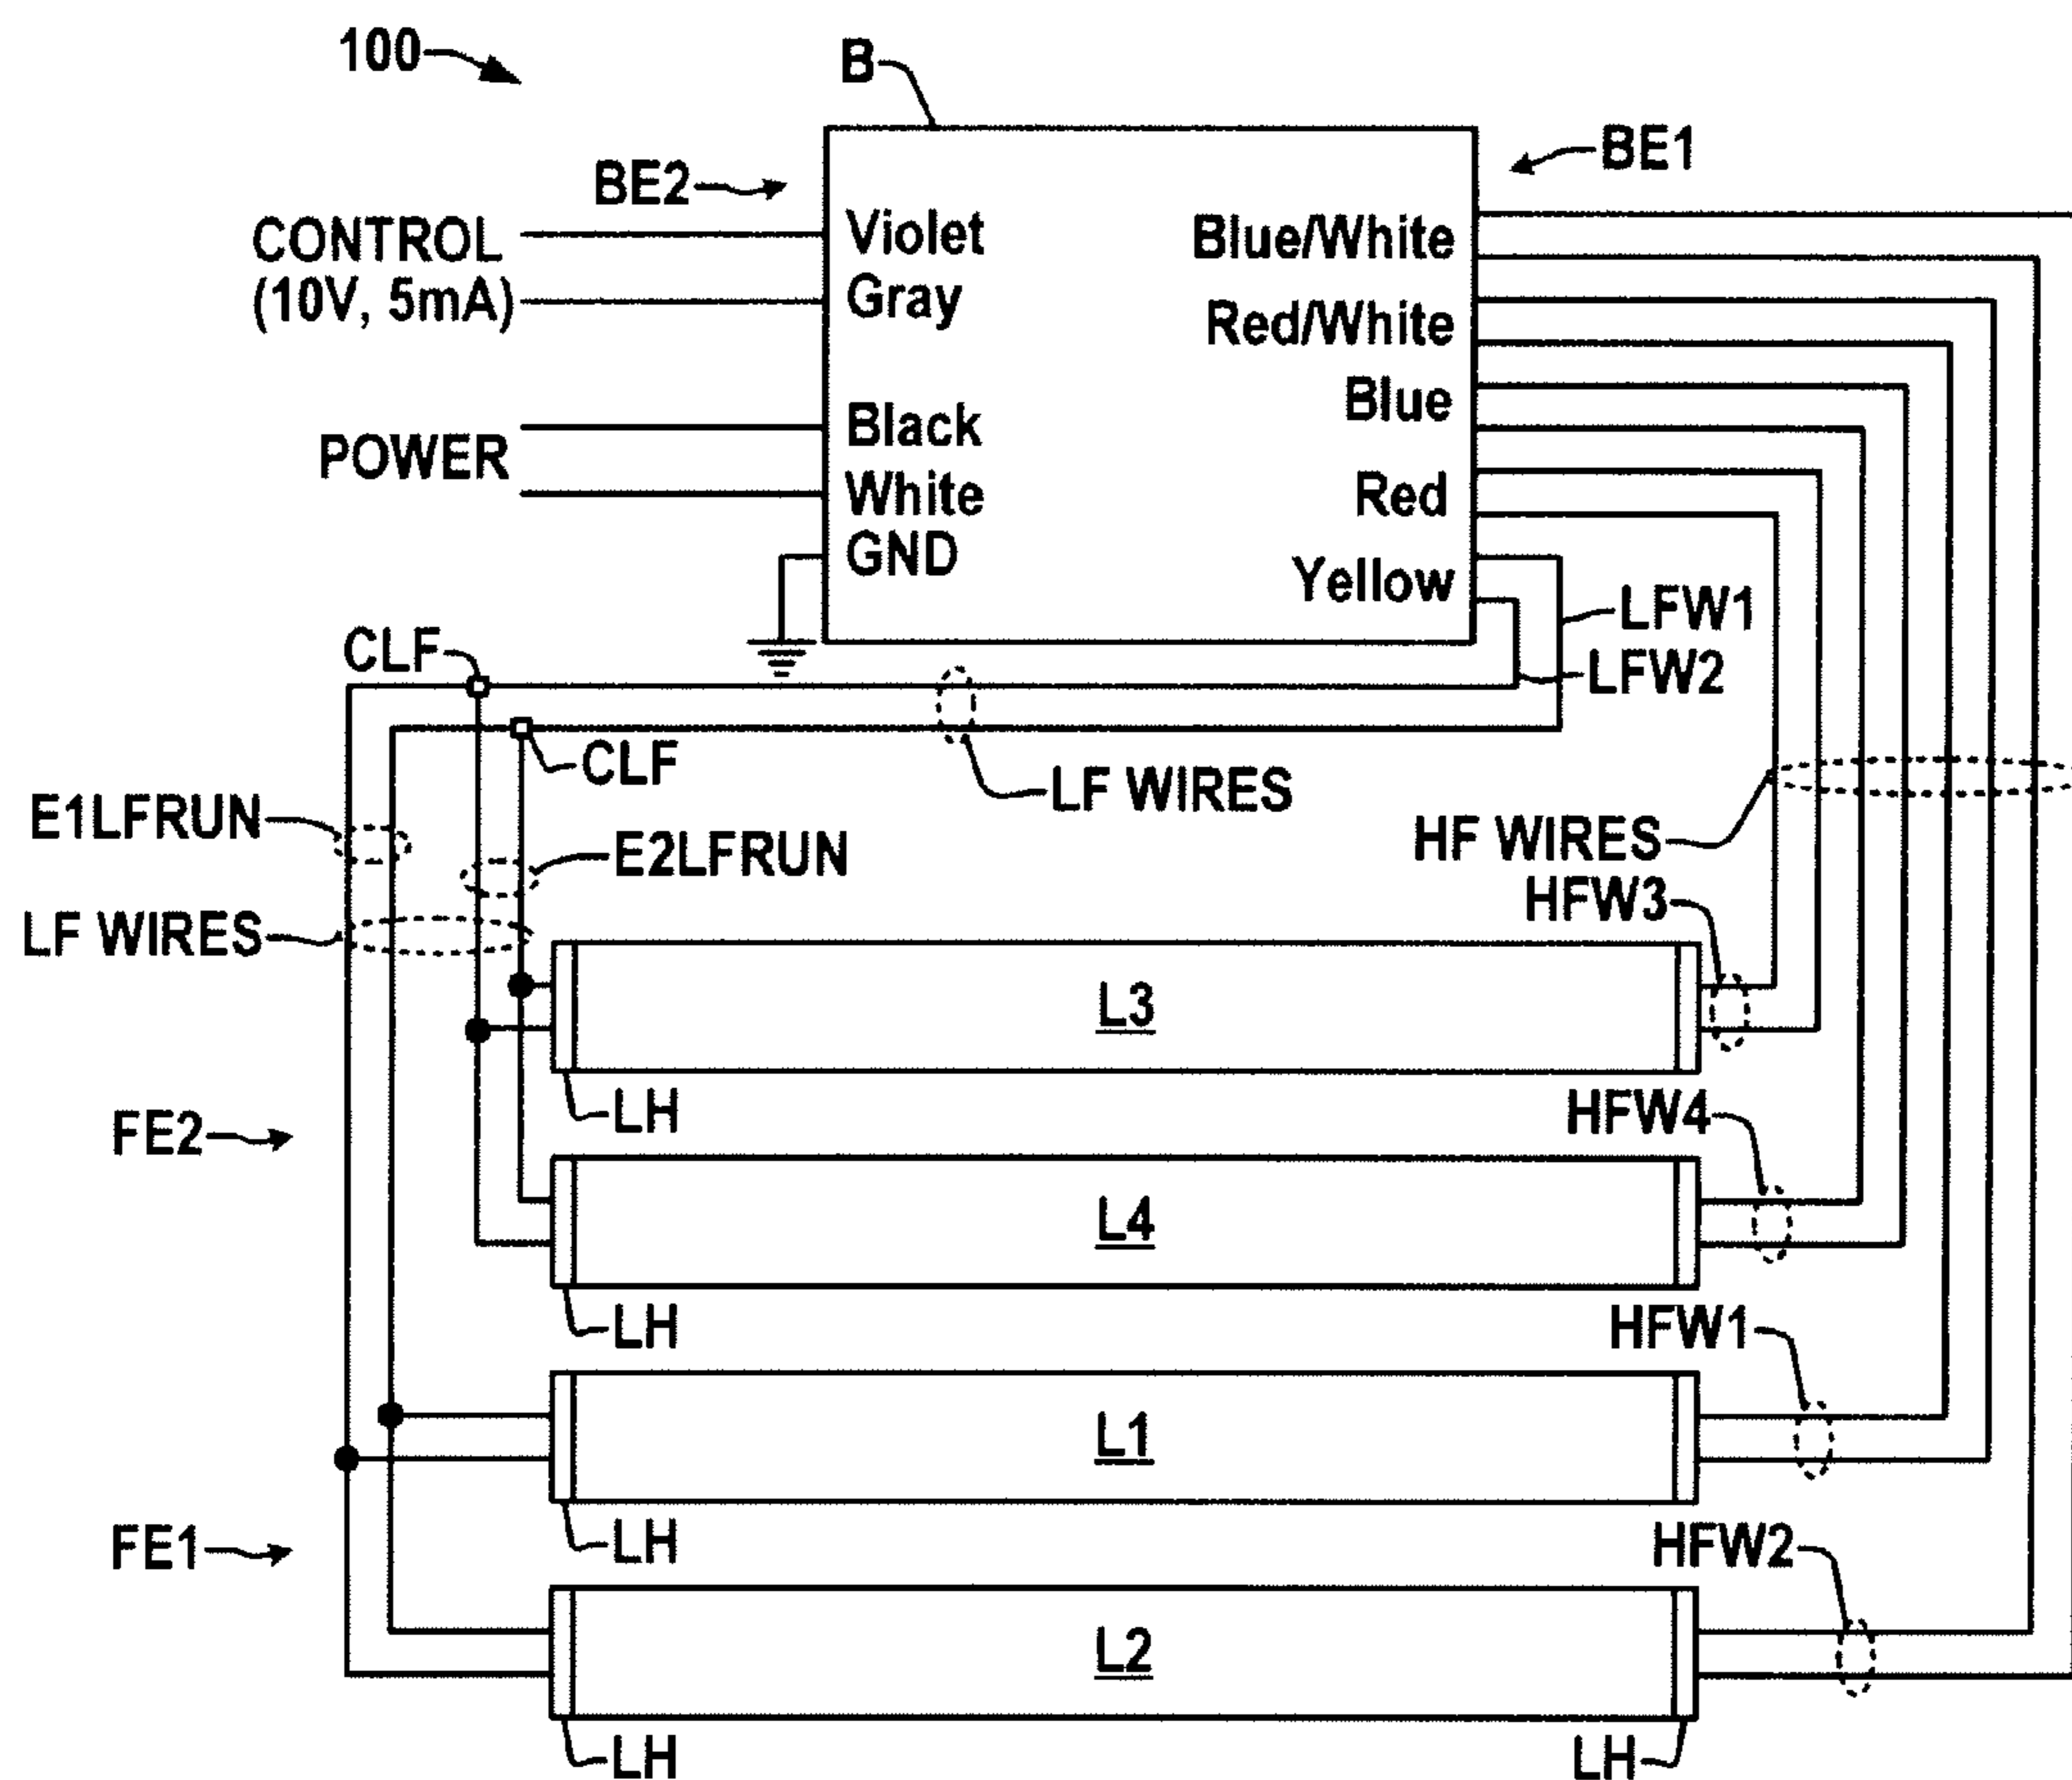 100
B
BE1
BE2
CONTROL
(10V, 5mA)
Violet
Gray
Blue/White
Red/White
Blue
POWER
Black
White
GND
Red
Yellow
LFW1
LFW2
CLF
CLF
LF WIRES
E1LFRUN
E2LFRUN
HF WIRES
LF WIRES
HFW3
L3
LH
FE2
HFW4
L4
LH
HFW1
L1
LH
FE1
HFW2
L2
LH
LH